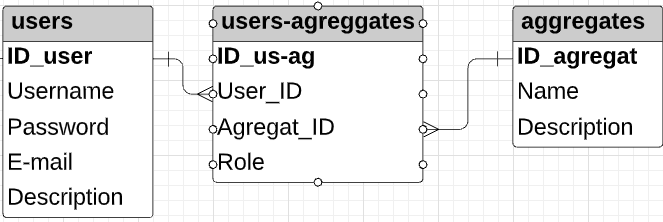 users
ID_user
Username
Password
E-mail
Description
users-agreggates
ID_us-ag
User_ID
Agregat_ID
Role
aggregates
ID_agregat
Name
Description